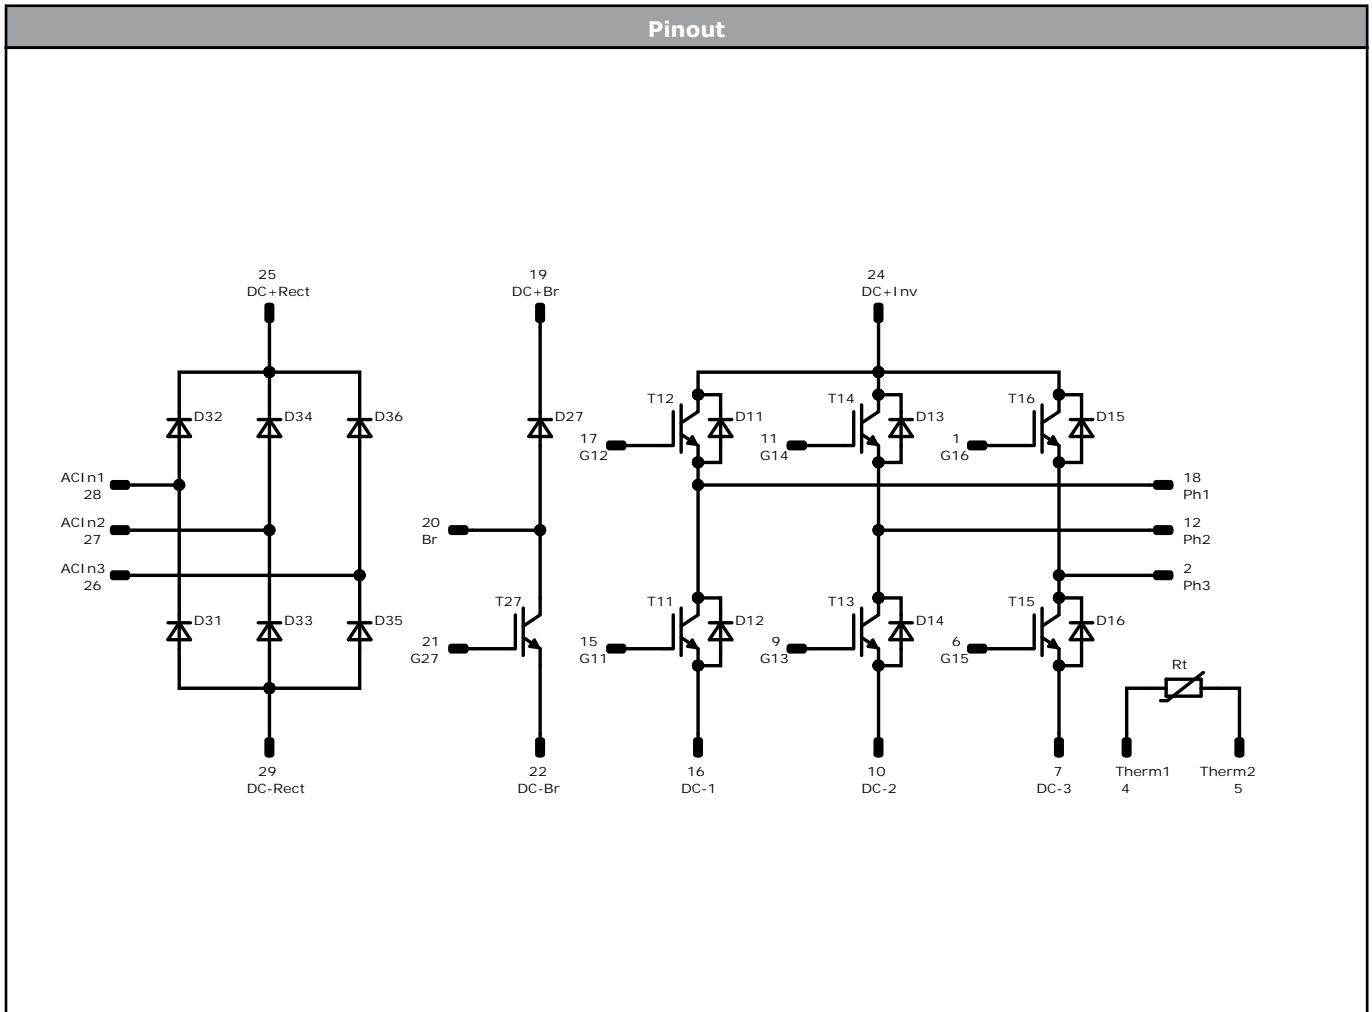 Pinout
25
DC+Rect
19
DC+Br
24
DC+Inv
D32
D34
D36
D27
T12
D11
T14
D13
T16
D15
17
G12
11
G14
1
G16
ACIn1
28
18
Ph1
ACIn2
27
20
Br
12
Ph2
ACIn3
26
2
Ph3
D31
D33
D35
T27
T11
D12
T13
D14
T15
D16
21
G27
15
G11
9
G13
6
G15
Rt
29
DC-Rect
22
DC-Br
16
DC-1
10
DC-2
7
DC-3
Therm1
4
Therm2
5